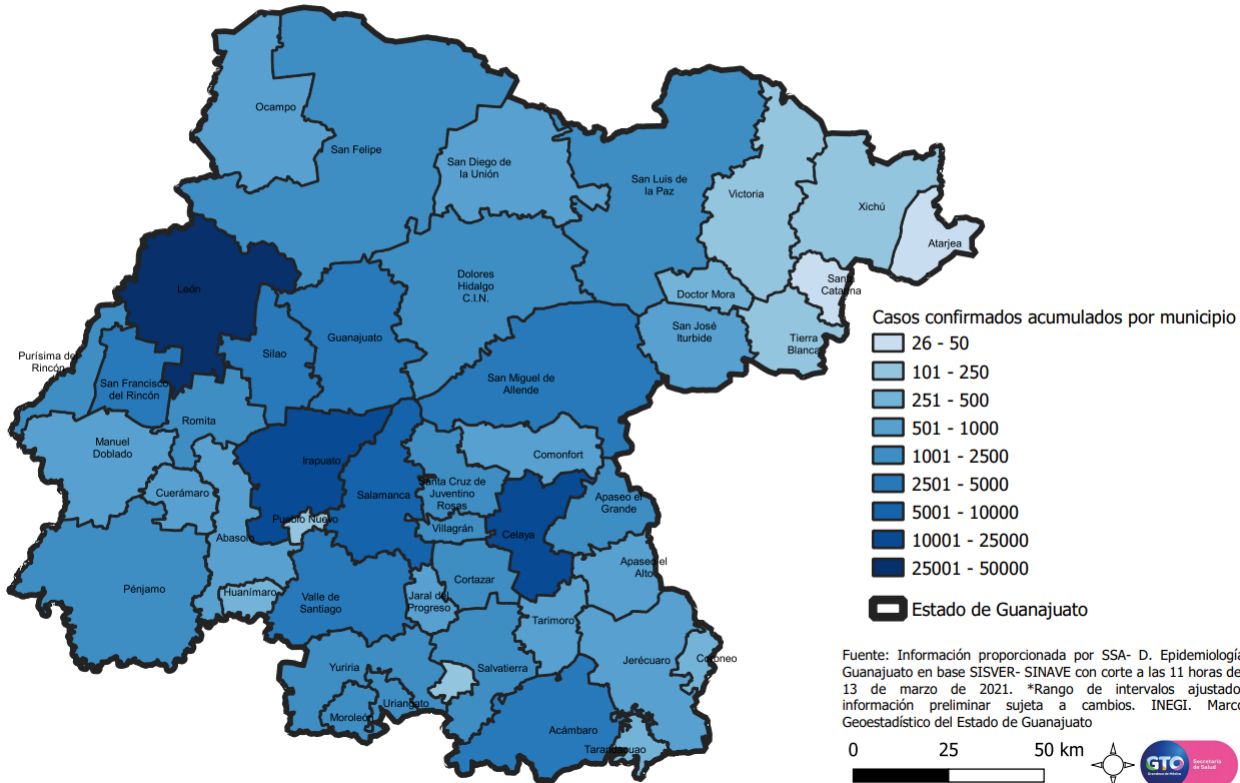 Ocampo
San Felipe
San Diego de
la Unión
San Luis de
la Paz
Victoria
Xichú
Atarjea
Santa
Catarina
León
Dolores
Hidalgo
C.I.N.
Doctor Mora
San José
Iturbide
Tierra
Blanca
Guanajuato
Silao
Purísima del
Rincón
San Francisco
del Rincón
San Miguel de
Allende
Romita
Manuel
Doblado
Irapuato
Comonfort
Cuerámaro
Salamanca
Santa Cruz de
Juventino
Rosas
Apaseo el
Grande
Pueblo Nuevo
Villagrán
Celaya
Abasolo
Apaseo el
Alto
Pénjamo
Huanímaro
Valle de
Santiago
Jaral del
Progreso
Cortazar
Tarimoro
Yuriria
Salvatierra
Jerécuaro
Coroneo
Moroleón
Uriangato
Acámbaro
Tarandacuao
Casos confirmados acumulados por municipio
26 - 50
101 - 250
251 - 500
501 - 1000
1001 - 2500
2501 - 5000
5001 - 10000
10001 - 25000
25001 - 50000
Estado de Guanajuato
Fuente: Información proporcionada por SSA- D. Epidemiología
Guanajuato en base SISVER- SINAVE con corte a las 11 horas de
13 de marzo de 2021. *Rango de intervalos ajustado
información preliminar sujeta a cambios. INEGI. Marco
Geoestadístico del Estado de Guanajuato
0 25 50 km
GTO
Grandeza de México
Secretaría
de Salud